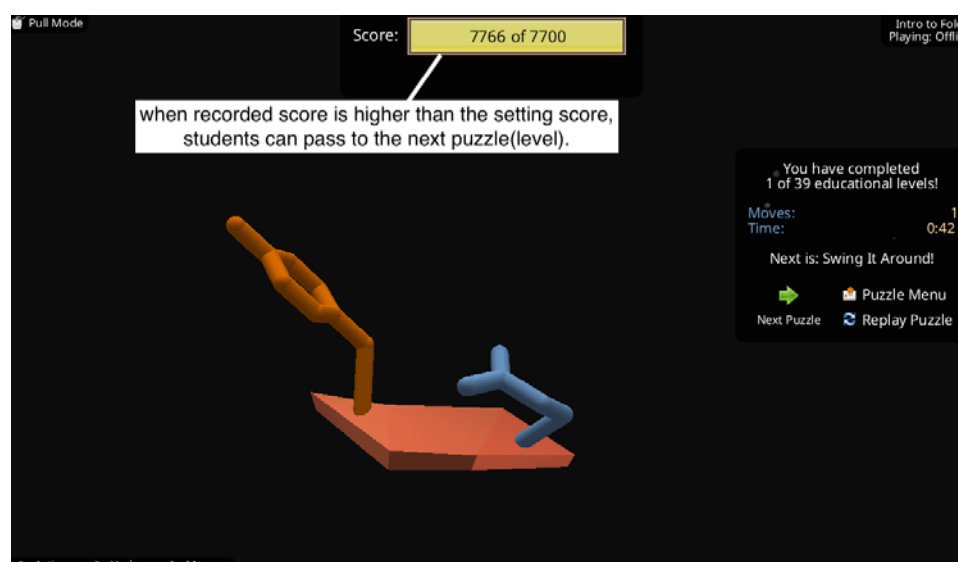 Pull Mode
Score: 7766 of 7700
Intro to
Playing:
when recorded score is higher than the setting score,
students can pass to the next puzzle(level).
You have completed
1 of 39 educational levels!
Moves: 1
Time: 0:42
Next is: Swing It Around!
Next Puzzle
Puzzle Menu
Replay Puzzle